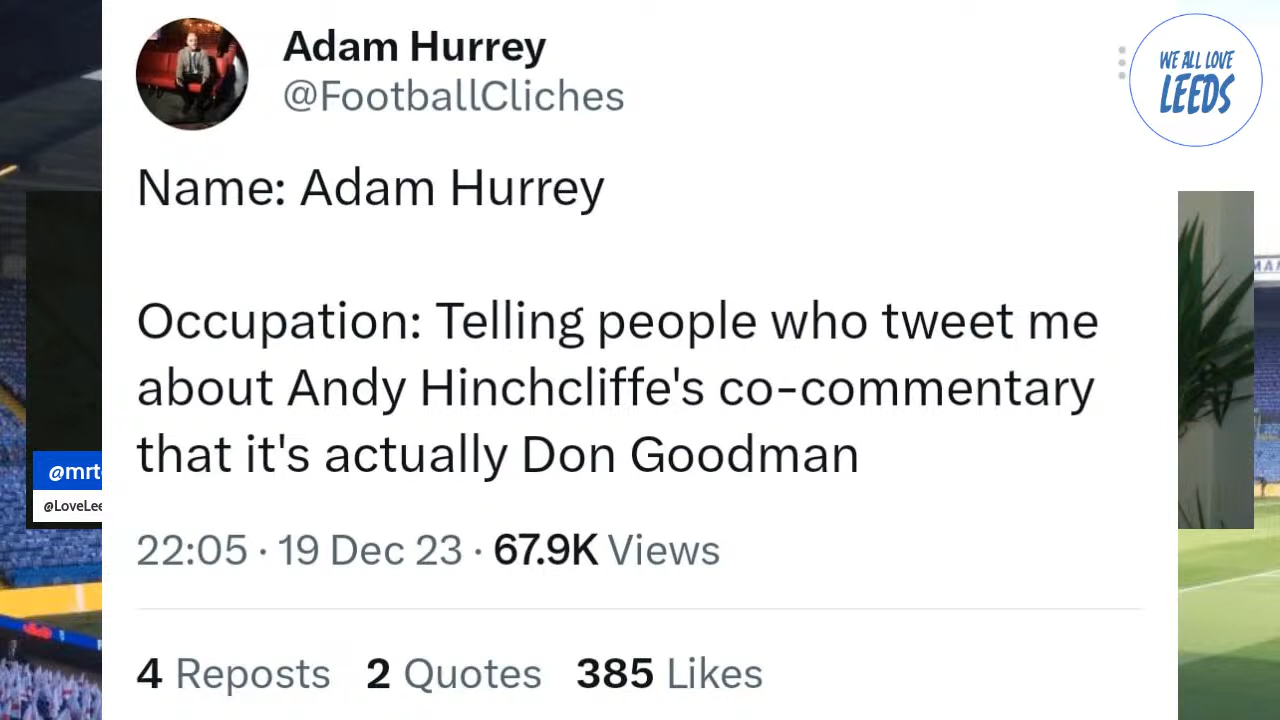 Adam Hurrey
@FootballCliches
WE ALL LOVE
LEEDS
Name: Adam Hurrey
Occupation: Telling people who tweet me
about Andy Hinchcliffe's co-commentary
that it's actually Don Goodman
@mrt
@LoveLee
22:05 · 19 Dec 23 · 67.9K Views
4 Reposts 2 Quotes 385 Likes